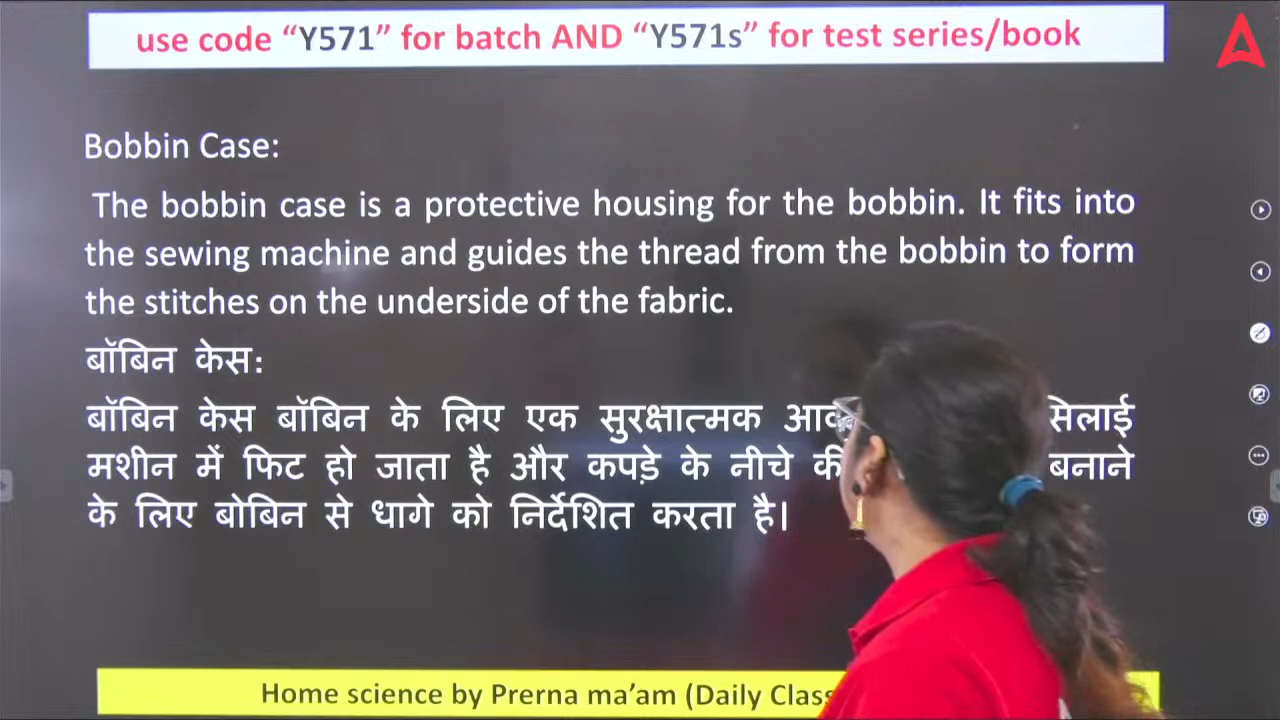 use code “Y571” for batch AND “Y571s” for test series/book
Bobbin Case:
The bobbin case is a protective housing for the bobbin. It fits into
the sewing machine and guides the thread from the bobbin to form
the stitches on the underside of the fabric.
बॉबिन केस:
बॉबिन केस बॉबिन के लिए एक सुरक्षात्मक सिलाई
मशीन में फिट हो जाता है और कपड़े के नीचे की बनाने
के लिए बोबिन से धागे को निर्देशित करता है।
Home science by Prerna ma’am (Daily Class